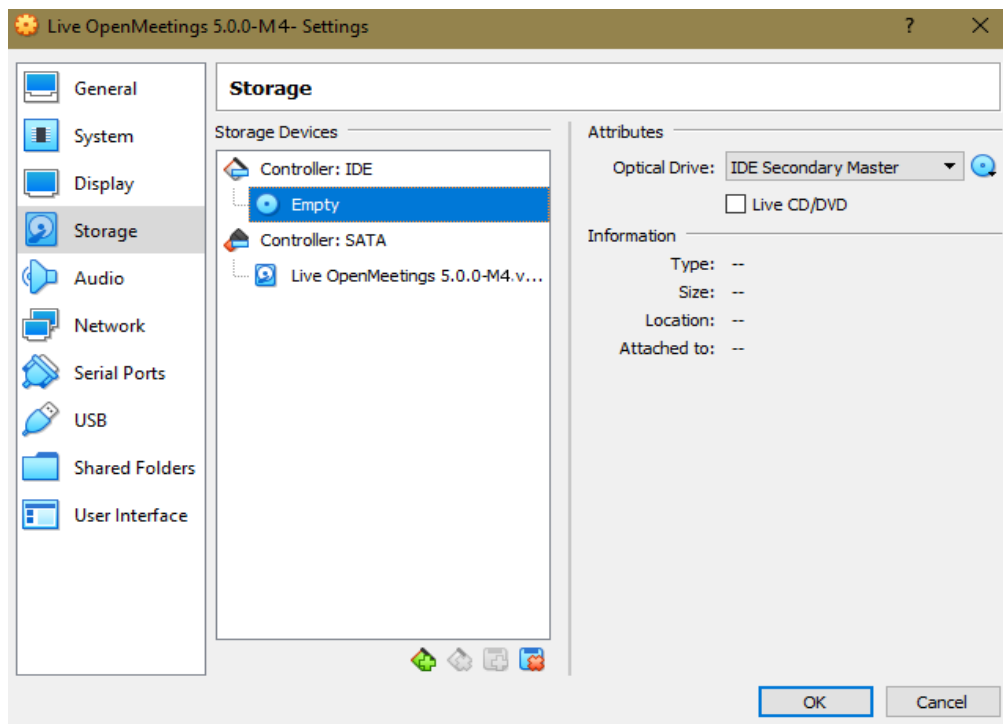 Live OpenMeetings 5.0.0-M4- Settings
?
General
System
Display
Storage
Audio
Network
Serial Ports
USB
Shared Folders
User Interface
Storage
Storage Devices
Controller: IDE
Empty
Controller: SATA
Live OpenMeetings 5.0.0-M4.v...
Attributes
Optical Drive: IDE Secondary Master
Live CD/DVD
Information
Type: --
Size: --
Location: --
Attached to: --
OK
Cancel